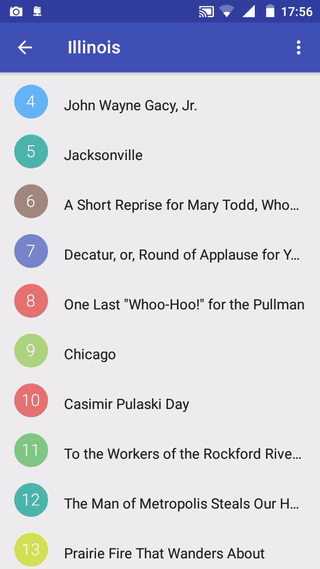 17:56
Illinois
4 John Wayne Gacy, Jr.
5 Jacksonville
6 A Short Reprise for Mary Todd, Who...
7 Decatur, or, Round of Applause for Y...
8 One Last "Whoo-Hoo!" for the Pullman
9 Chicago
10 Casimir Pulaski Day
11 To the Workers of the Rockford Rive...
12 The Man of Metropolis Steals Our H...
13 Prairie Fire That Wanders About